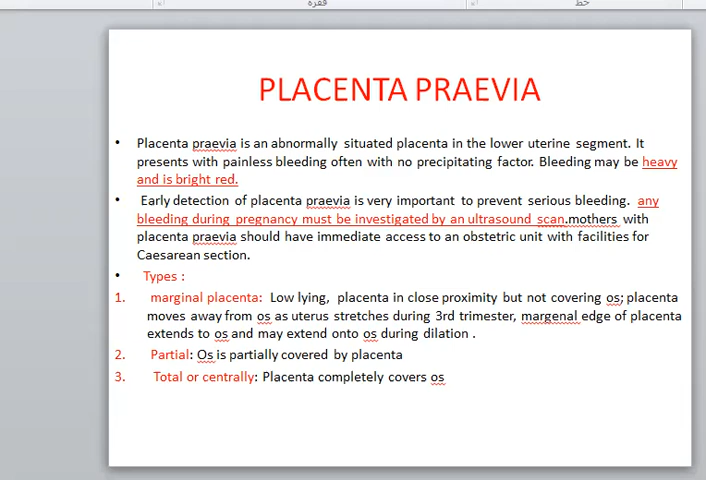 فقرة
خط
PLACENTA PRAEVIA
• Placenta praevia is an abnormally situated placenta in the lower uterine segment. It
presents with painless bleeding often with no precipitating factor. Bleeding may be heavy
and is bright red.
• Early detection of placenta praevia is very important to prevent serious bleeding. any
bleeding during pregnancy must be investigated by an ultrasound scan.mothers with
placenta praevia should have immediate access to an obstetric unit with facilities for
Caesarean section.
• Types :
1. marginal placenta: Low lying, placenta in close proximity but not covering os; placenta
moves away from os as uterus stretches during 3rd trimester, margenal edge of placenta
extends to os and may extend onto os during dilation .
2. Partial: Os is partially covered by placenta
3. Total or centrally: Placenta completely covers os